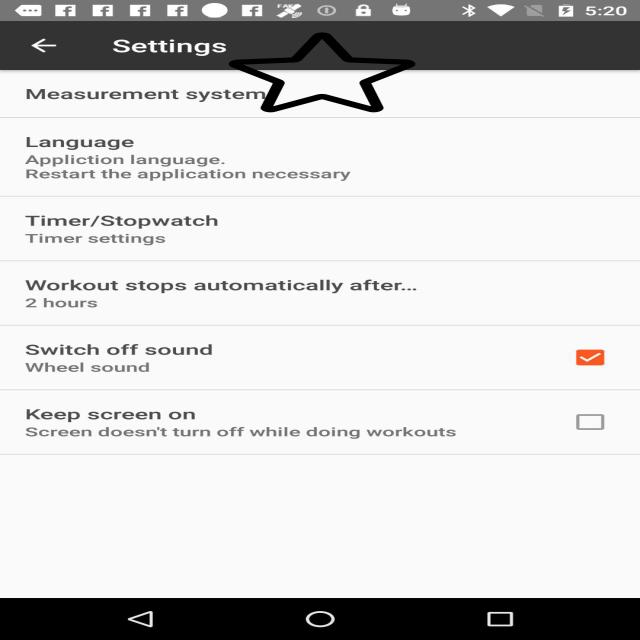 5:20
Settings
Measurement system
Language
Appliction language.
Restart the application necessary
Timer/Stopwatch
Timer settings
Workout stops automatically after...
2 hours
Switch off sound
Wheel sound
Keep screen on
Screen doesn't turn off while doing workouts